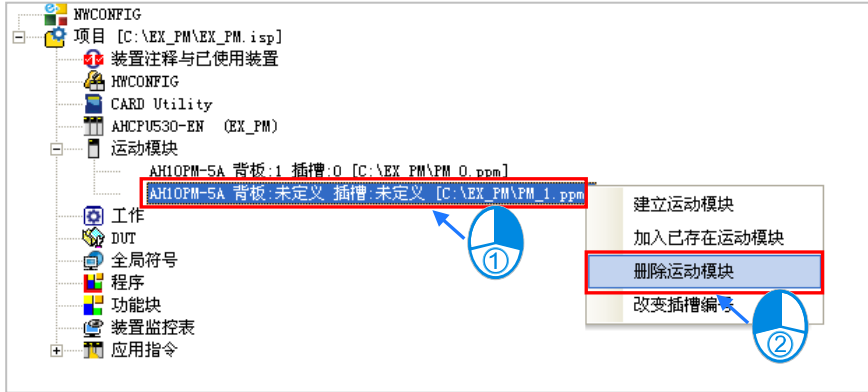 NWCONFIG
项目 [C:\EX_PM\EX_PM.isp]
装置注释与已使用装置
HWCONFIG
CARD Utility
AHCPU530-EN (EX_PM)
运动模块
AH10PM-5A 背板:1 插槽:0 [C:\EX_PM\PM_0.ppm]
AH10PM-5A 背板:未定义 插槽:未定义 [C:\EX_PM\PM_1.ppm
工作
DUT
全局符号
程序
功能块
装置监控表
应用指令
建立运动模块
加入已存在运动模块
删除运动模块
改变插槽编号
①
②